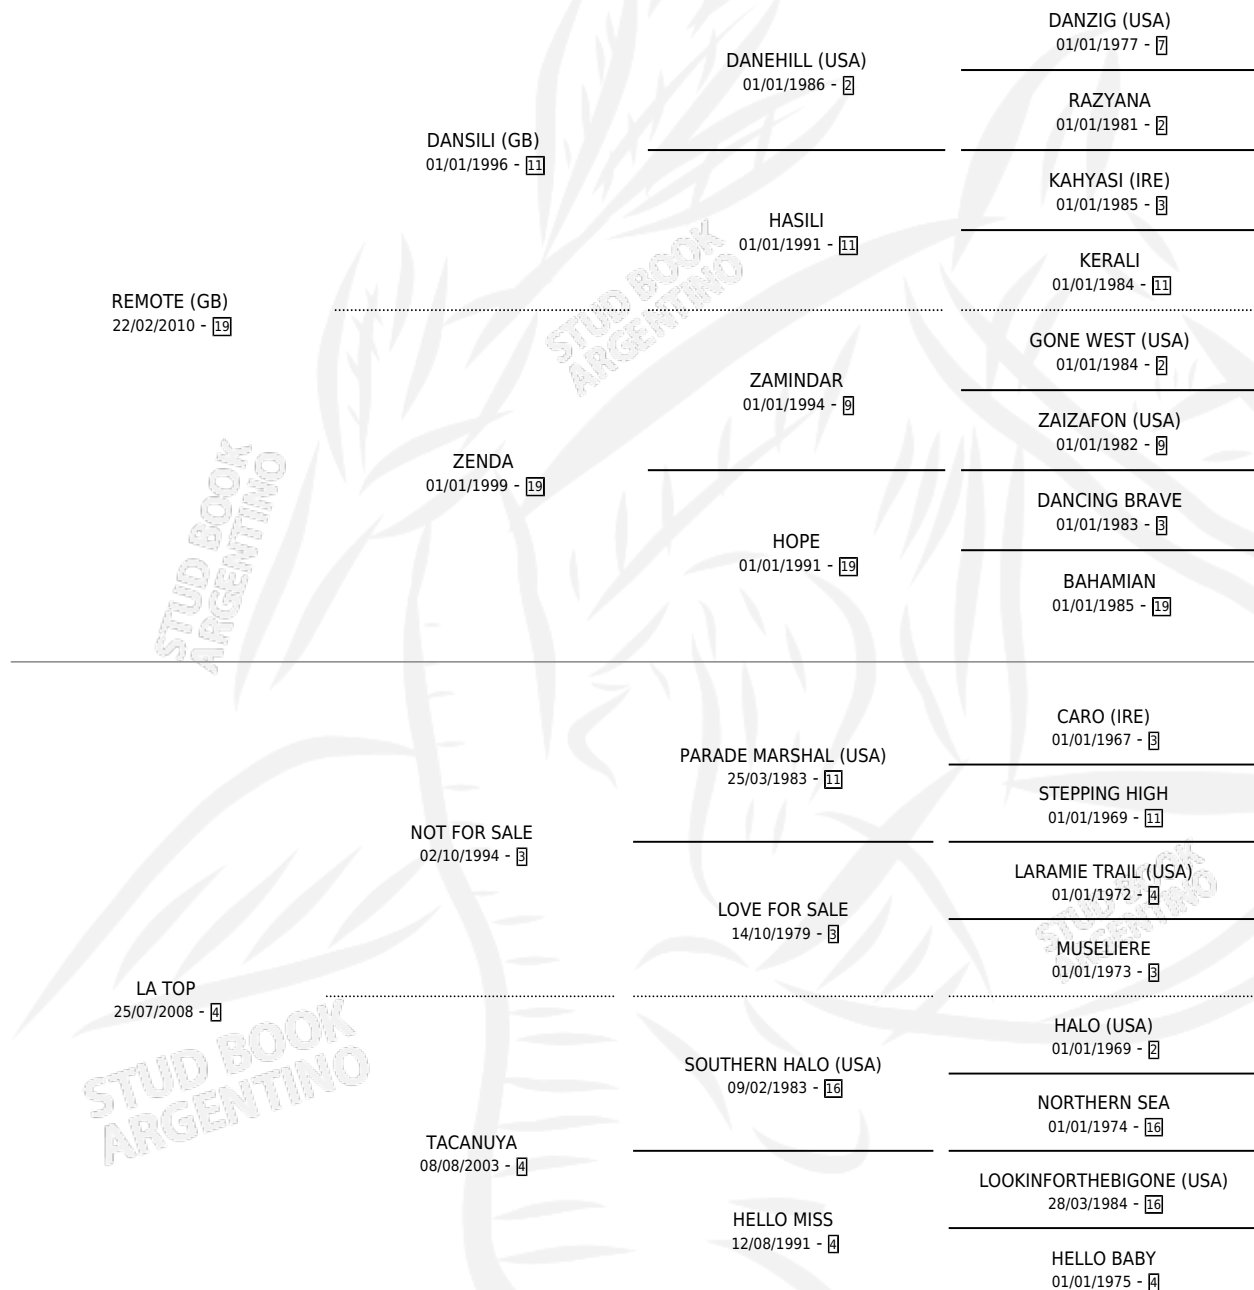 DANZIG (USA)
01/01/1977 - 7
DANEHILL (USA)
01/01/1986 - 2
RAZYANA
01/01/1981 - 2
DANSILI (GB)
01/01/1996 - 11
KAHYASI (IRE)
01/01/1985 - 3
HASILI
01/01/1991 - 11
KERALI
01/01/1984 - 11
REMOTE (GB)
22/02/2010 - 19
GONE WEST (USA)
01/01/1984 - 2
ZAMINDAR
01/01/1994 - 9
ZAIZAFON (USA)
01/01/1982 - 9
ZENDA
01/01/1999 - 19
DANCING BRAVE
01/01/1983 - 3
HOPE
01/01/1991 - 19
BAHAMIAN
01/01/1985 - 19
STUD BOOK
ARGENTINO
STUD BOOK
ARGENTINO
CARO (IRE)
01/01/1967 - 3
PARADE MARSHAL (USA)
25/03/1983 - 11
STEPPING HIGH
01/01/1969 - 11
NOT FOR SALE
02/10/1994 - 3
LARAMIE TRAIL (USA)
01/01/1972 - 4
LOVE FOR SALE
14/10/1979 - 3
MUSELIERE
01/01/1973 - 3
STUD BOOK
ARGENTINO
LA TOP
25/07/2008 - 4
HALO (USA)
01/01/1969 - 2
SOUTHERN HALO (USA)
09/02/1983 - 16
NORTHERN SEA
01/01/1974 - 16
TACANUYA
08/08/2003 - 4
LOOKINFORTHEBIGONE (USA)
28/03/1984 - 16
HELLO MISS
12/08/1991 - 4
HELLO BABY
01/01/1975 - 4
STUD BOOK
ARGENTINO